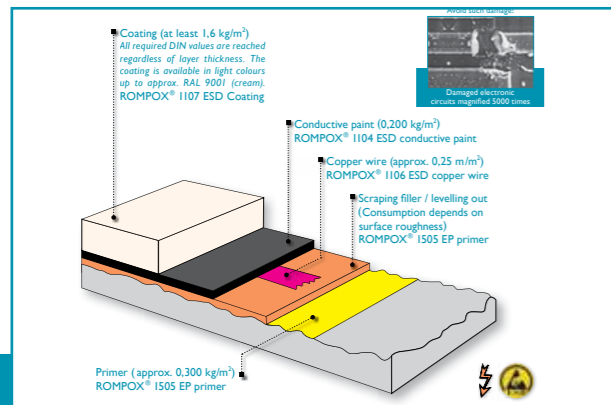 Avoid such damage:
Damaged electronic
circuits magnified 5000 times
Coating (at least 1,6 kg/m²)
All required DIN values are reached
regardless of layer thickness. The
coating is available in light colours
up to approx. RAL 9001 (cream).
ROMPOX® 1107 ESD Coating
Conductive paint (0,200 kg/m²)
ROMPOX® 1104 ESD conductive paint
Copper wire (approx. 0,25 m/m²)
ROMPOX® 1106 ESD copper wire
Scraping filler / levelling out
(Consumption depends on
surface roughness)
ROMPOX® 1505 EP primer
Primer (approx. 0,300 kg/m²)
ROMPOX® 1505 EP primer